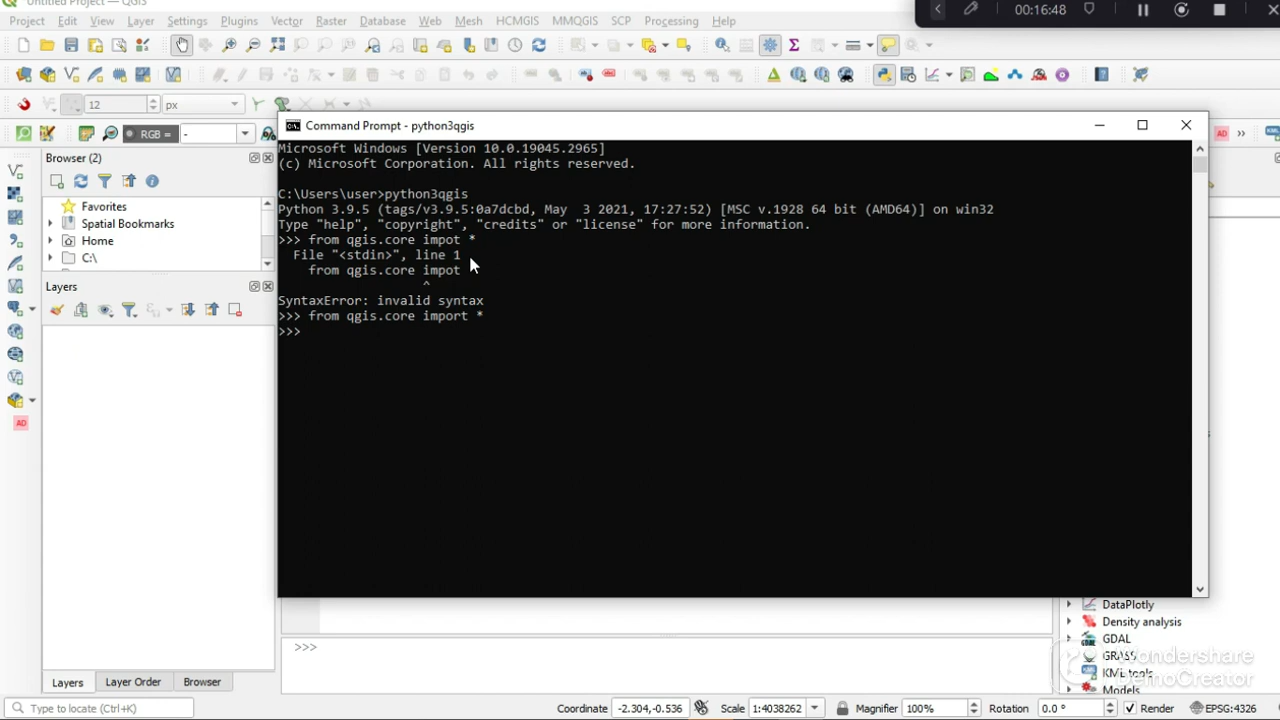 Untitled Project — QGIS
00:16:48
Project Edit View Layer Settings Plugins Vector Raster Database Web Mesh HCMGIS MMQGIS SCP Processing Help
12 px
RGB = -
AD
Browser (2)
Favorites
Spatial Bookmarks
Home
C:\
Layers
AD
Command Prompt - python3qgis
Microsoft Windows [Version 10.0.19045.2965]
(c) Microsoft Corporation. All rights reserved.
C:\Users\user>python3qgis
Python 3.9.5 (tags/v3.9.5:0a7dcbd, May  3 2021, 17:27:52) [MSC v.1928 64 bit (AMD64)] on win32
Type "help", "copyright", "credits" or "license" for more information.
>>> from qgis.core impot *
  File "<stdin>", line 1
    from qgis.core impot
                   ^
SyntaxError: invalid syntax
>>> from qgis.core import *
>>>
>>>
DataPlotly
Density analysis
GDAL
GRASS
KML tools
Models
Wondershare
DemoCreator
Layers Layer Order Browser
Type to locate (Ctrl+K)
Coordinate -2.304,-0.536 Scale 1:4038262 Magnifier 100% Rotation 0.0 ° Render EPSG:4326